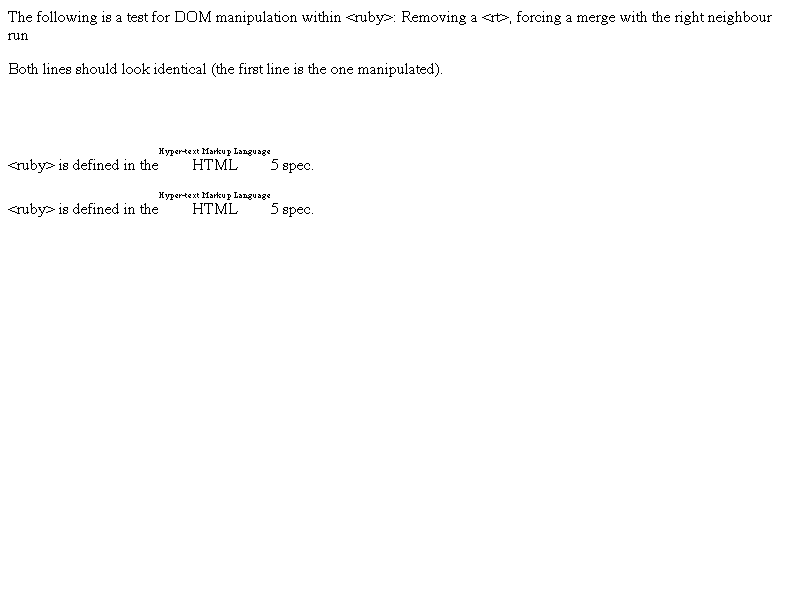 The following is a test for DOM manipulation within <ruby>: Removing a <rt>, forcing a merge with the right neighbour
run
Both lines should look identical (the first line is the one manipulated).
Hyper-text Markup Language
<ruby> is defined in the HTML 5 spec.
Hyper-text Markup Language
<ruby> is defined in the HTML 5 spec.